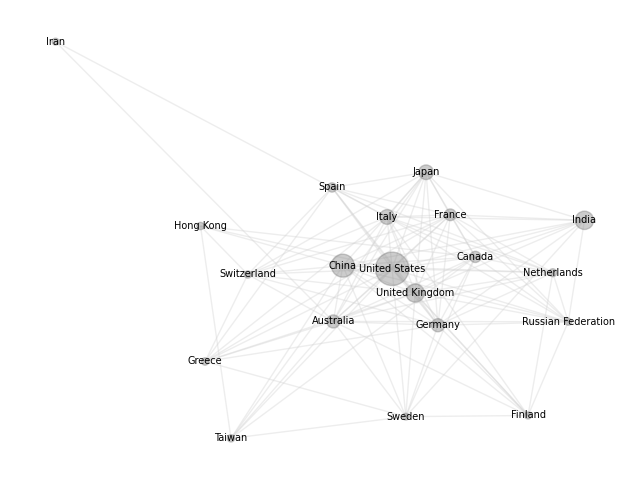 Iran
Japan
Spain
Italy
France
India
Hong Kong
Canada
China
United States
Switzerland
Netherlands
United Kingdom
Australia
Germany
Russian Federation
Greece
Sweden
Finland
Taiwan